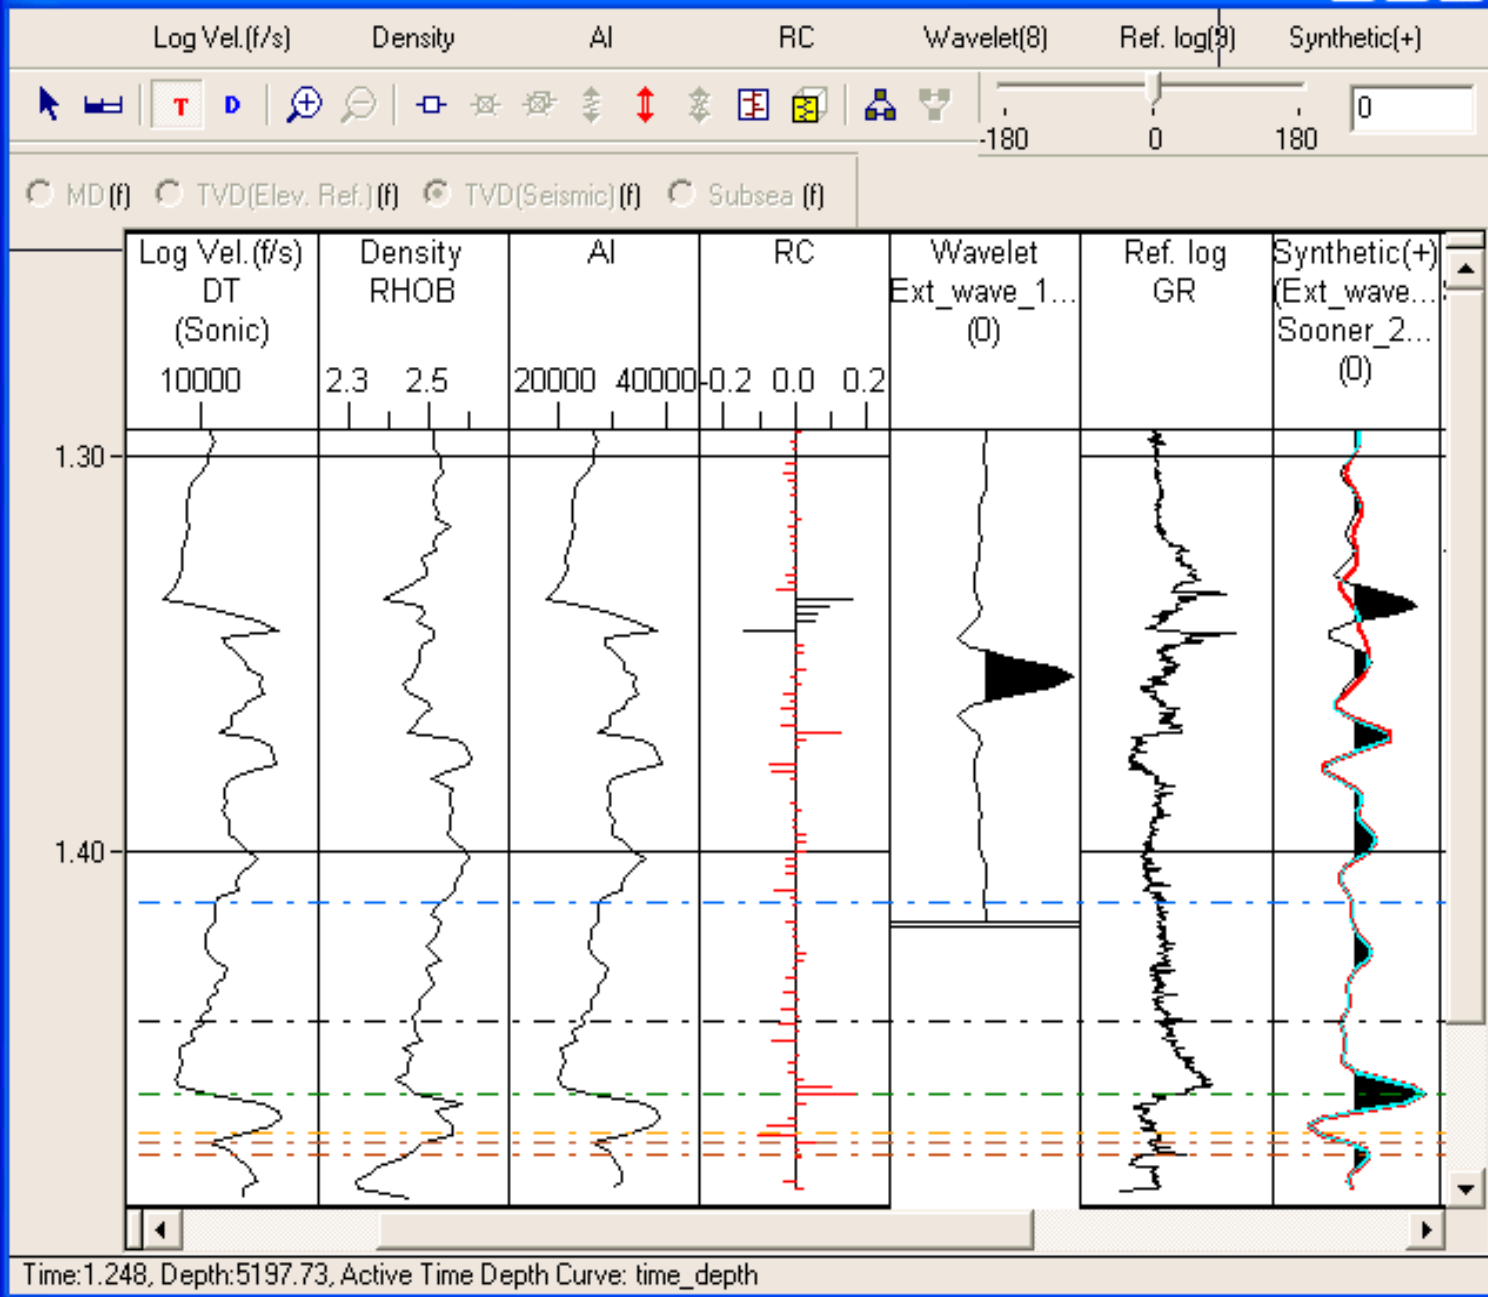 Log Vel.(f/s) Density AI RC Wavelet(8) Ref. log(9) Synthetic(+)
T D 0
-180 0 180
MD (f) TVD(Elev. Ref.) (f) TVD(Seismic) (f) Subsea (f)
Log Vel.(f/s) Density AI RC Wavelet Ref. log Synthetic(+)
DT RHOB Ext_wave_1... GR (Ext_wave...
(Sonic) (0) Sooner_2...
(0)
10000 2.3 2.5 20000 40000 -0.2 0.0 0.2
1.30
1.40
Time:1.248, Depth:5197.73, Active Time Depth Curve: time_depth